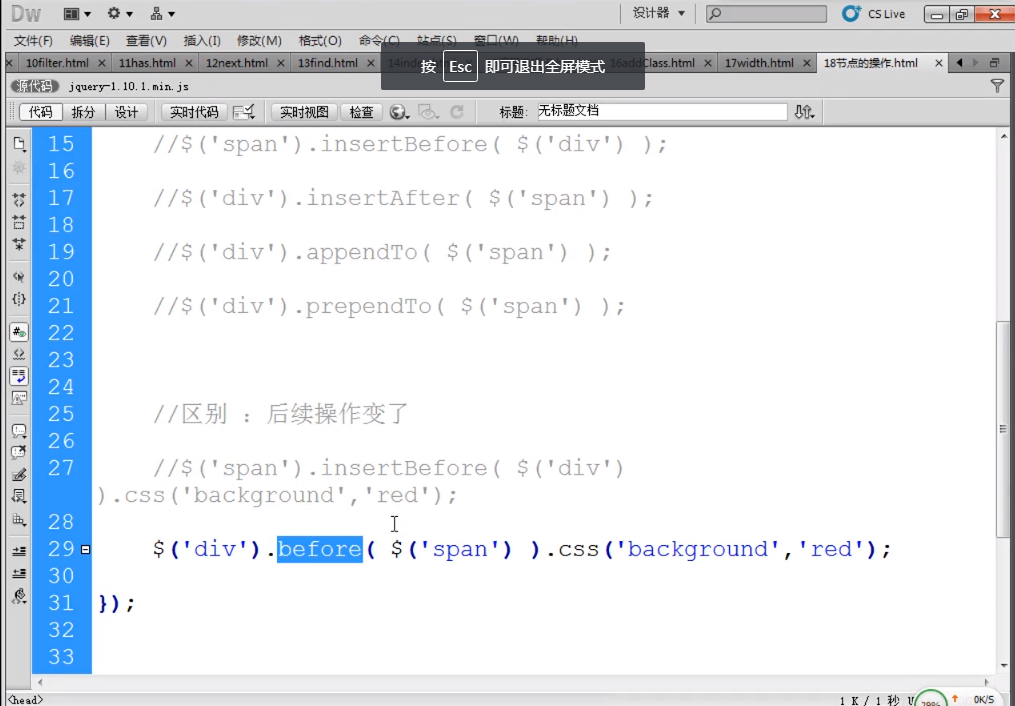 Dw
设计器
CS Live
文件(F) 编辑(E) 查看(V) 插入(I) 修改(M) 格式(O) 命令(C) 站点(S) 窗口(W) 帮助(H)
按 Esc 即可退出全屏模式
10filter.html 11has.html 12next.html 13find.html 16addClass.html 17width.html 18节点的操作.html
源代码 jquery-1.10.1.min.js
代码 拆分 设计 实时代码 实时视图 检查 标题: 无标题文档
15 //$('span').insertBefore( $('div') );
16
17 //$('div').insertAfter( $('span') );
18
19 //$('div').appendTo( $('span') );
20
21 //$('div').prependTo( $('span') );
22
23
24
25 //区别 : 后续操作变了
26
27 //$('span').insertBefore( $('div')
).css('background','red');
28
29 $('div').before( $('span') ).css('background','red');
30
31 });
32
33
<head>
1 K / 1 秒 U
0K/S